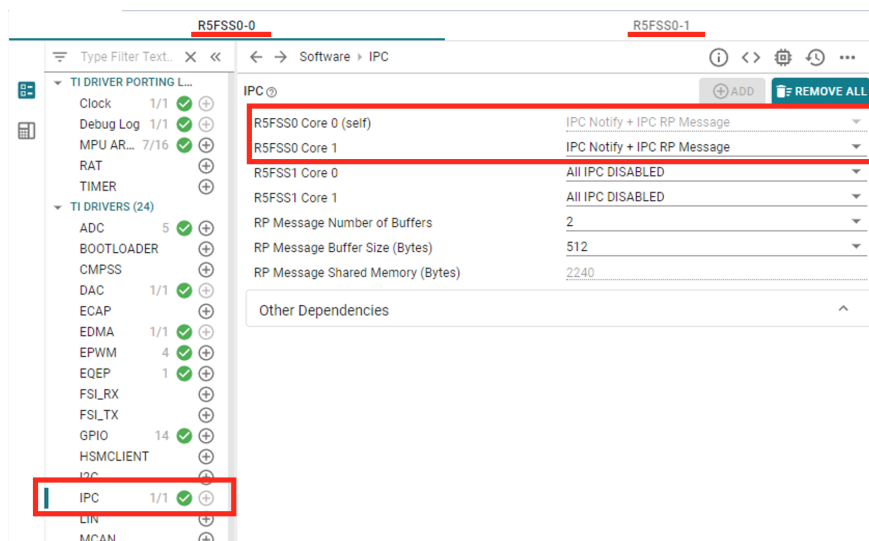 R5FSS0-0 R5FSS0-1
Type Filter Text.. Software IPC
TI DRIVER PORTING L...
Clock 1/1
Debug Log 1/1
MPU AR... 7/16
RAT
TIMER
TI DRIVERS (24)
ADC 5
BOOTLOADER
CMPSS
DAC 1/1
ECAP
EDMA 1/1
EPWM 4
EQEP 1
FSI_RX
FSI_TX
GPIO 14
HSMCLIENT
I2C
IPC 1/1
LIN
MCAN
IPC ADD REMOVE ALL
R5FSS0 Core 0 (self) IPC Notify + IPC RP Message
R5FSS0 Core 1 IPC Notify + IPC RP Message
R5FSS1 Core 0 All IPC DISABLED
R5FSS1 Core 1 All IPC DISABLED
RP Message Number of Buffers 2
RP Message Buffer Size (Bytes) 512
RP Message Shared Memory (Bytes) 2240
Other Dependencies